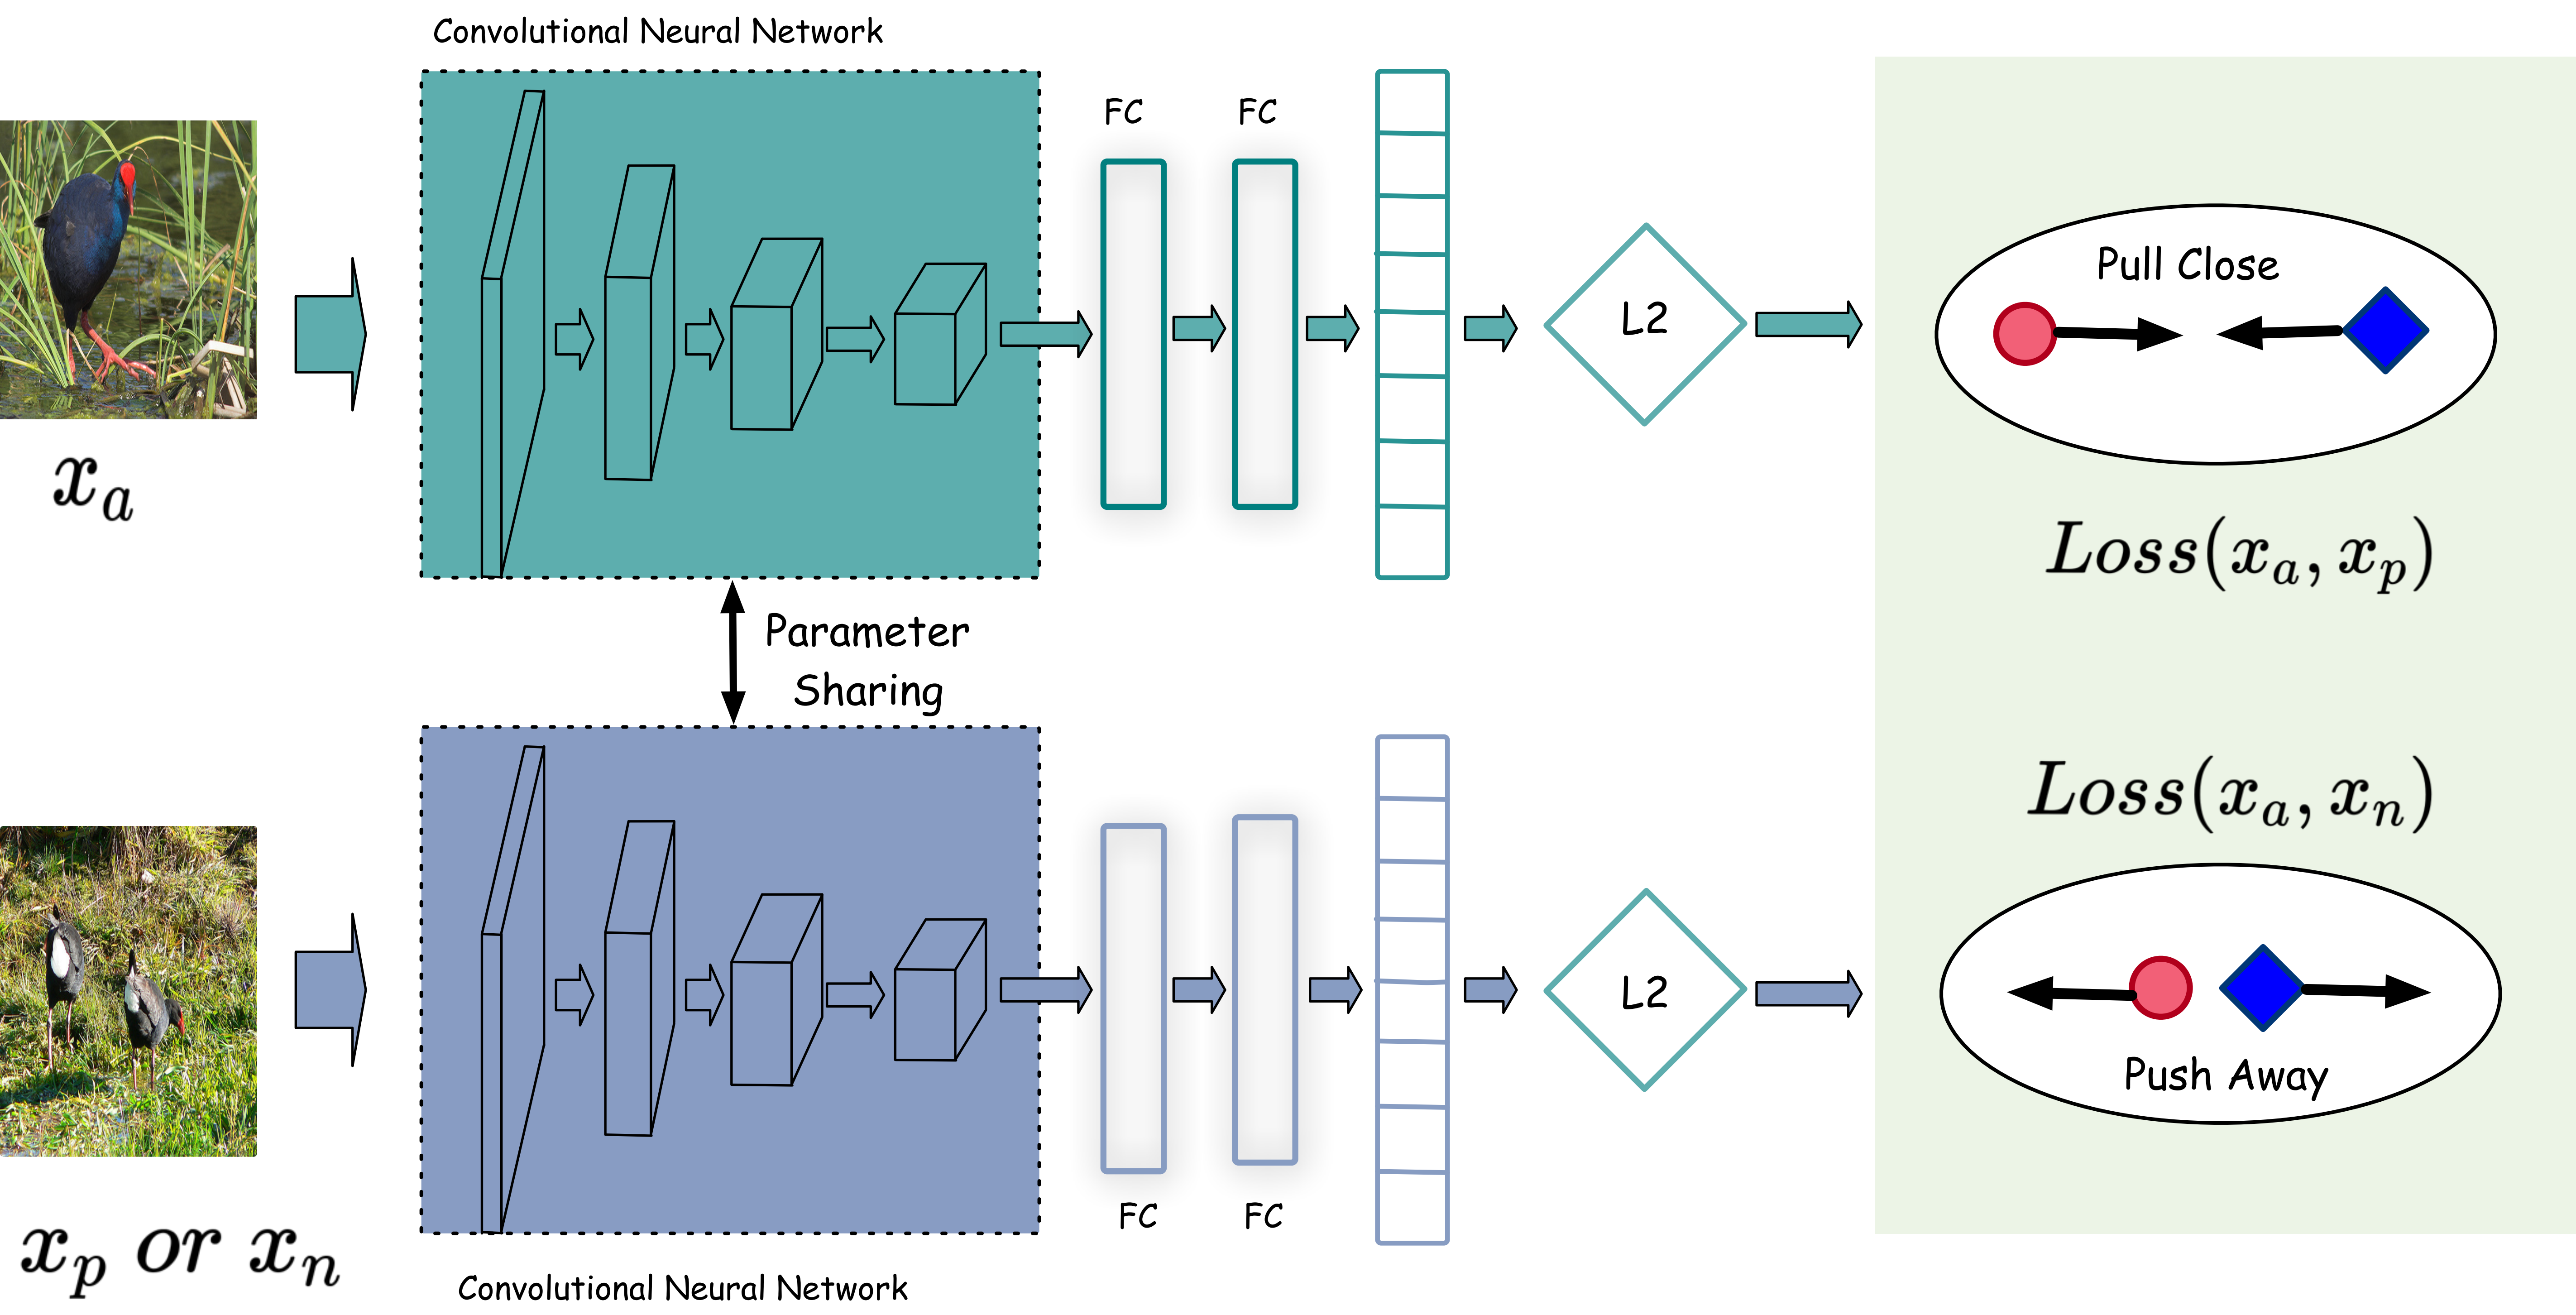 Convolutional Neural Network
FC
FC
L2
Pull Close
x_a
Loss(x_a, x_p)
Parameter
Sharing
Loss(x_a, x_n)
L2
Push Away
FC
FC
x_p or x_n
Convolutional Neural Network